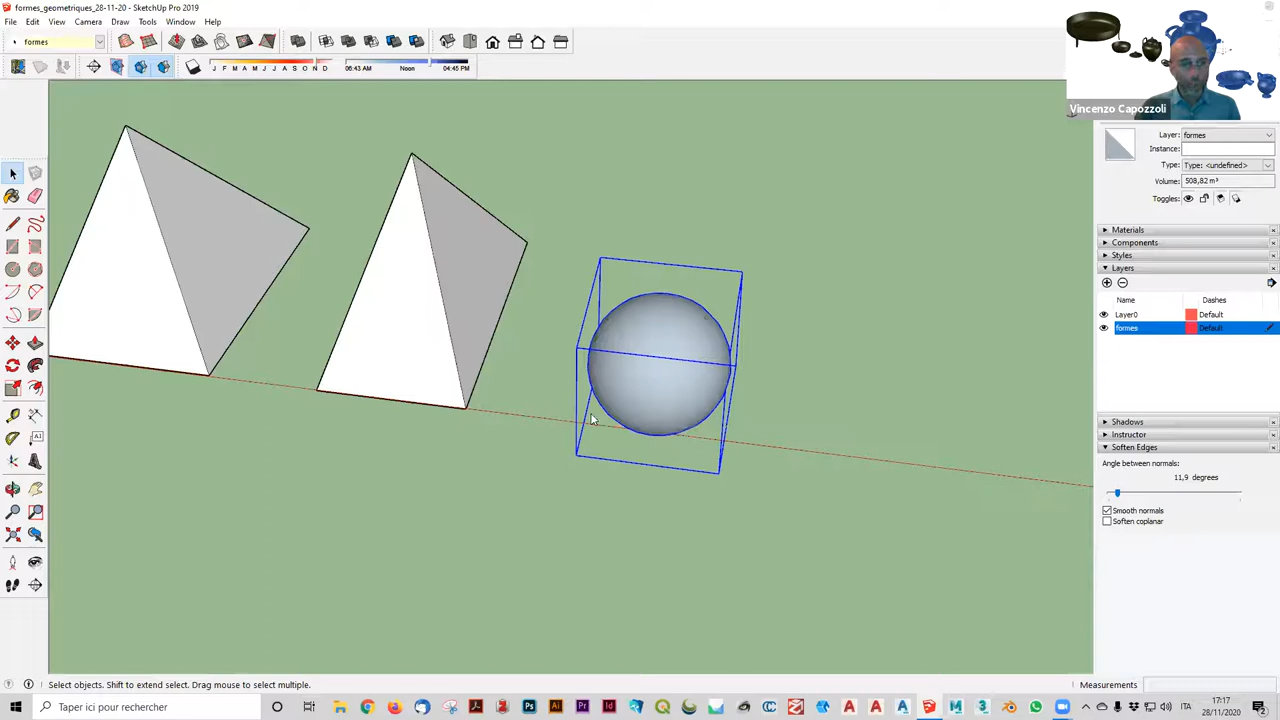 formes_geometriques_28-11-20 - SketchUp Pro 2019
File Edit View Camera Draw Tools Window Help
formes
J F M A M J J A S O N D
06:43 AM Noon 04:45 PM
Vincenzo Capozzoli
Layer: formes
Instance:
Type: Type: <undefined>
Volume: 508,82 m³
Toggles:
Materials
Components
Styles
Layers
Name Dashes
Layer0 Default
formes Default
Shadows
Instructor
Soften Edges
Angle between normals:
11,9 degrees
Smooth normals
Soften coplanar
Select objects. Shift to extend select. Drag mouse to select multiple.
Measurements
Taper ici pour rechercher
ITA
17:17
28/11/2020